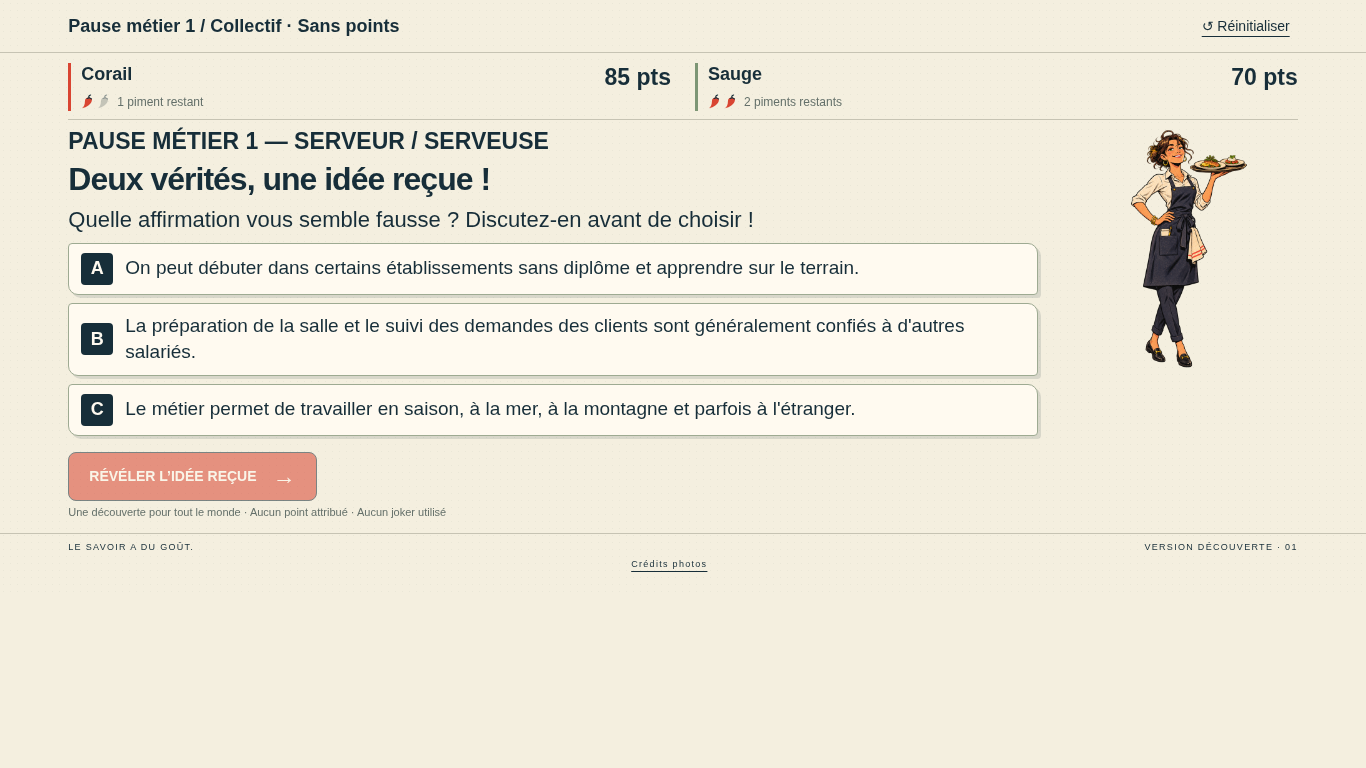 Pause métier 1 / Collectif · Sans points
↺ Réinitialiser
Corail
85 pts
1 piment restant
Sauge
70 pts
2 piments restants
PAUSE MÉTIER 1 — SERVEUR / SERVEUSE
Deux vérités, une idée reçue !
Quelle affirmation vous semble fausse ? Discutez-en avant de choisir !
A On peut débuter dans certains établissements sans diplôme et apprendre sur le terrain.
B La préparation de la salle et le suivi des demandes des clients sont généralement confiés à d'autres
salariés.
C Le métier permet de travailler en saison, à la mer, à la montagne et parfois à l'étranger.
RÉVÉLER L'IDÉE REÇUE →
Une découverte pour tout le monde · Aucun point attribué · Aucun joker utilisé
LE SAVOIR A DU GOÛT.
VERSION DÉCOUVERTE · 01
Crédits photos